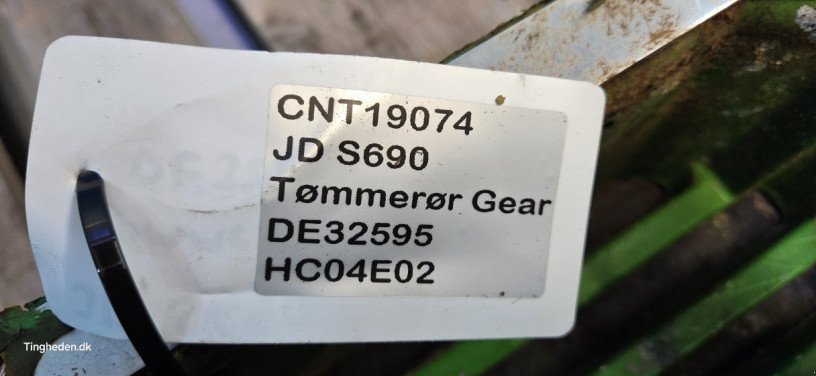 CNT19074
JD S690
Tømmerør Gear
DE32595
HC04E02
Tingheden.dk